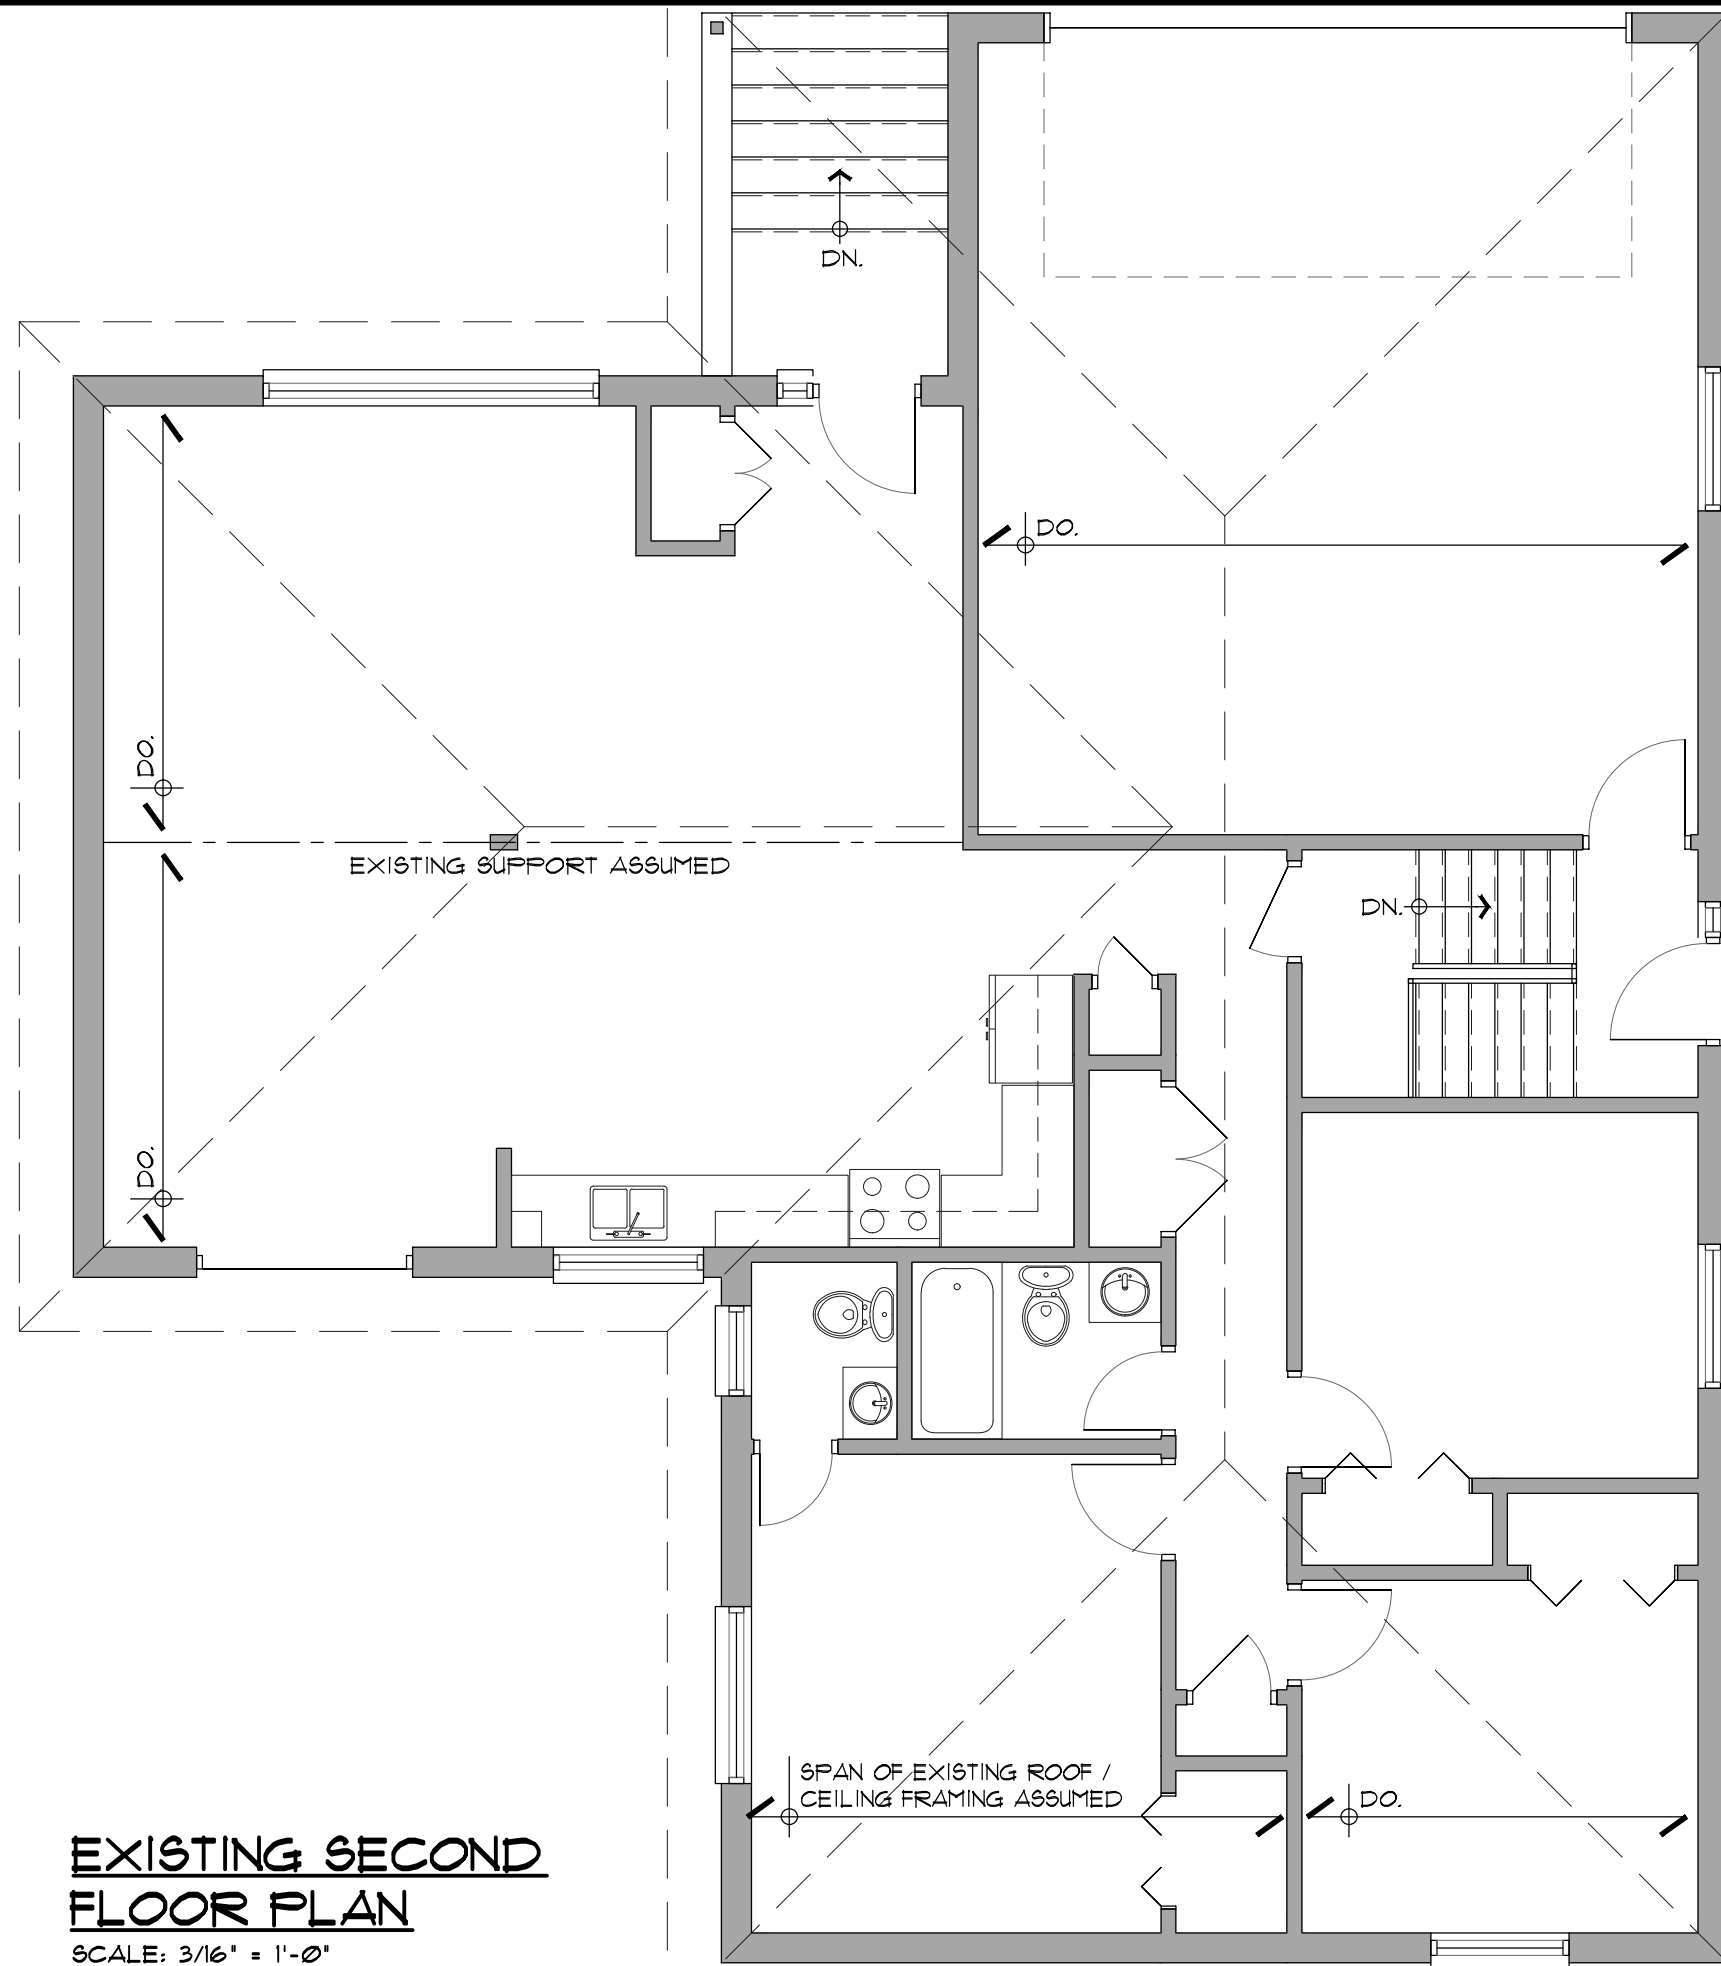 DN.
DO.
DO.
EXISTING SUPPORT ASSUMED
DN.
DO.
SPAN OF EXISTING ROOF /
CEILING FRAMING ASSUMED
DO.
EXISTING SECOND
FLOOR PLAN
SCALE: 3/16" = 1'-0"